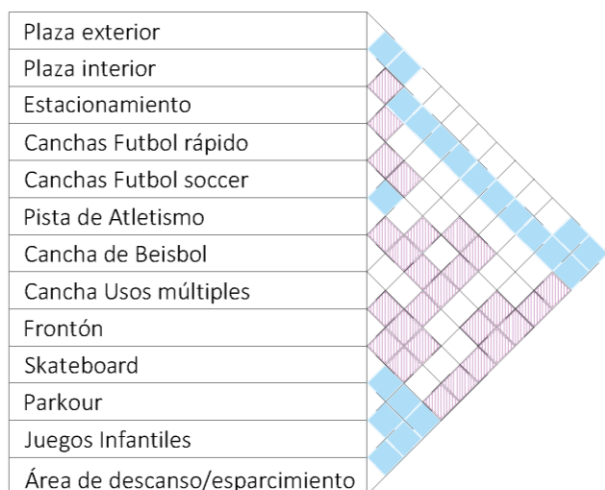 Plaza exterior
Plaza interior
Estacionamiento
Canchas Futbol rápido
Canchas Futbol soccer
Pista de Atletismo
Cancha de Beisbol
Cancha Usos múltiples
Frontón
Skateboard
Parkour
Juegos Infantiles
Área de descanso/esparcimiento